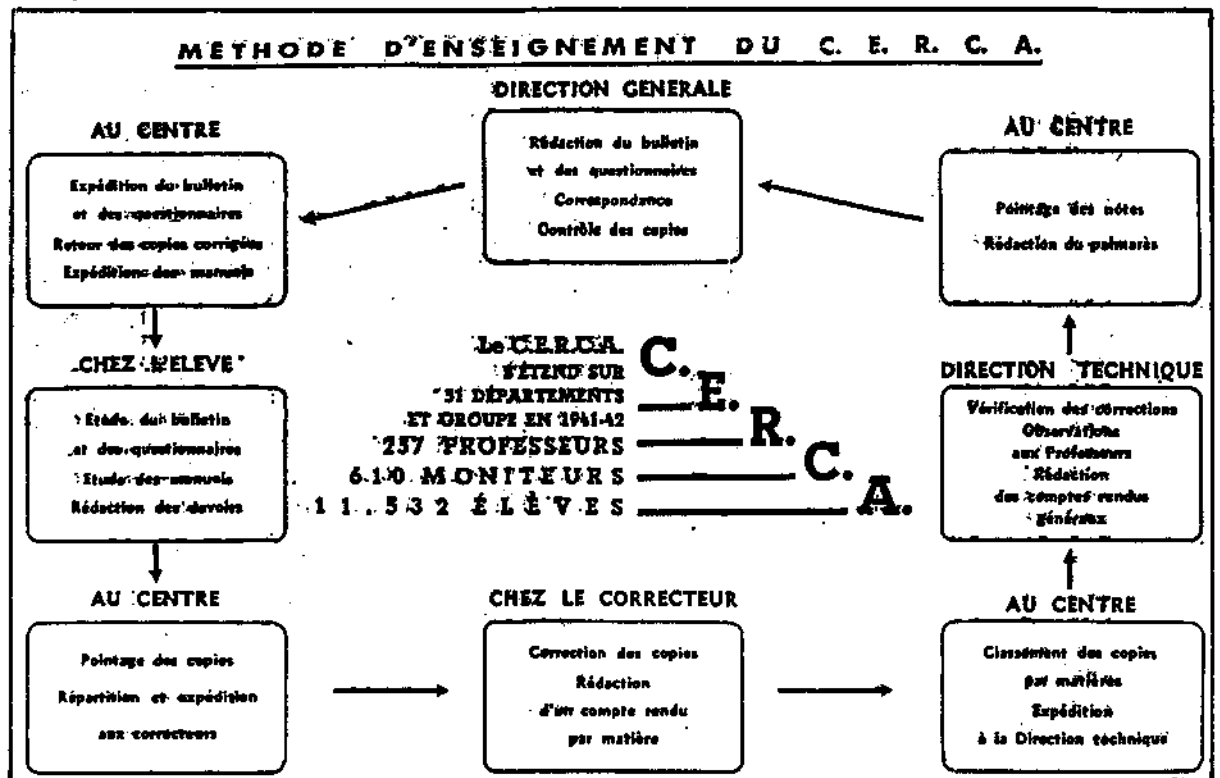 METHODE D'ENSEIGNEMENT DU C. E. R. C. A.
DIRECTION GENERALE
Rédaction du bulletin
et des questionnaires
Correspondance
Contrôle des copies
AU CENTRE
Expédition du bulletin
et des questionnaires
Retour des copies corrigées
Expédition des manuels
CHEZ L'ELEVE
Etude du bulletin
et des questionnaires
Etude des manuels
Rédaction des devoirs
AU CENTRE
Pointage des copies
Répartition et expédition
aux correcteurs
CHEZ LE CORRECTEUR
Correction des copies
Rédaction
d'un compte rendu
par matière
AU CENTRE
Classement des copies
par matières
Expédition
à la Direction technique
DIRECTION TECHNIQUE
Vérification des corrections
Observations
aux Professeurs
Rédaction
des comptes rendus
généraux
AU CENTRE
Pointage des notes
Rédaction du palmarès
Le C.E.R.C.A.
S'ÉTEND SUR
51 DÉPARTEMENTS
ET GROUPE EN 1941-42
237 PROFESSEURS
610 MONITEURS
11.532 ÉLÈVES
C.
E.
R.
C.
A.